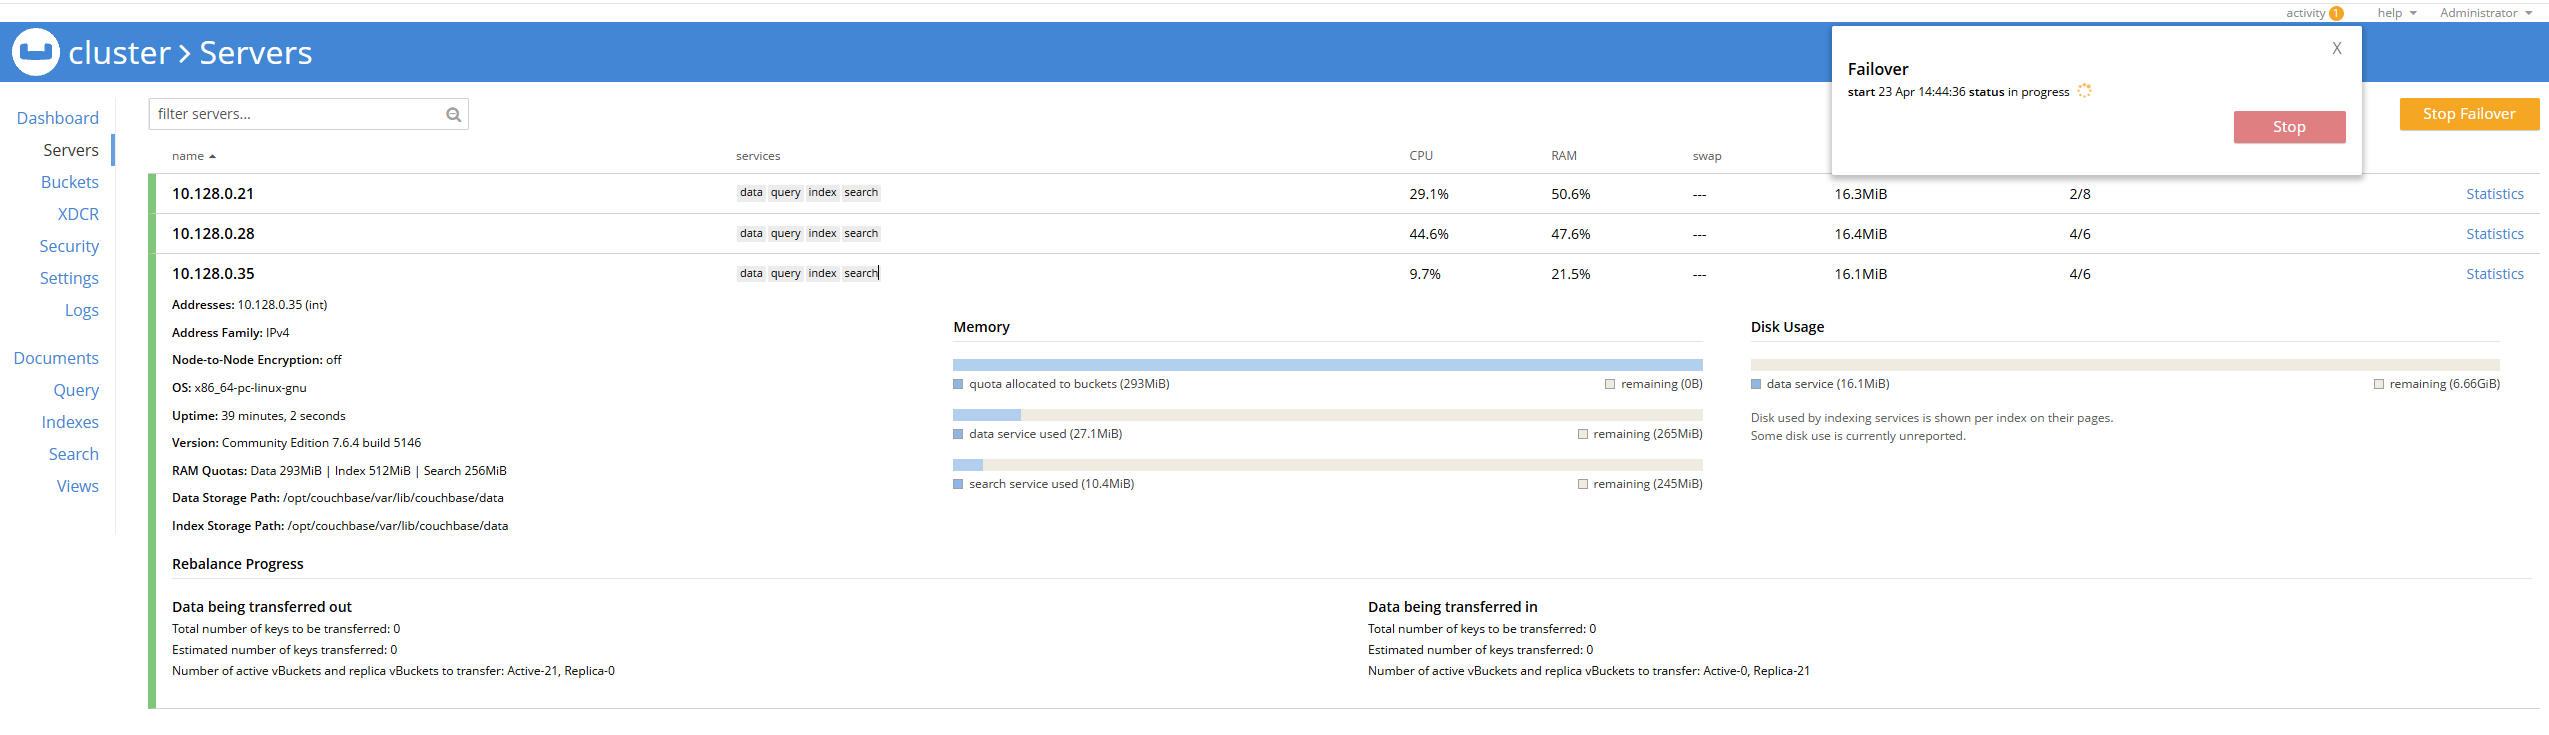 activity 1 help Administrator
cluster > Servers
X
Failover
start 23 Apr 14:44:36 status in progress
Stop
Stop Failover
Dashboard
Servers
Buckets
XDCR
Security
Settings
Logs
Documents
Query
Indexes
Search
Views
filter servers...
name services CPU RAM swap
10.128.0.21 data query index search 29.1% 50.6% --- 16.3MiB 2/8 Statistics
10.128.0.28 data query index search 44.6% 47.6% --- 16.4MiB 4/6 Statistics
10.128.0.35 data query index search 9.7% 21.5% --- 16.1MiB 4/6 Statistics
Addresses: 10.128.0.35 (int)
Address Family: IPv4
Node-to-Node Encryption: off
OS: x86_64-pc-linux-gnu
Uptime: 39 minutes, 2 seconds
Version: Community Edition 7.6.4 build 5146
RAM Quotas: Data 293MiB | Index 512MiB | Search 256MiB
Data Storage Path: /opt/couchbase/var/lib/couchbase/data
Index Storage Path: /opt/couchbase/var/lib/couchbase/data
Memory
quota allocated to buckets (293MiB) remaining (0B)
data service used (27.1MiB) remaining (265MiB)
search service used (10.4MiB) remaining (245MiB)
Disk Usage
data service (16.1MiB) remaining (6.66GiB)
Disk used by indexing services is shown per index on their pages.
Some disk use is currently unreported.
Rebalance Progress
Data being transferred out
Total number of keys to be transferred: 0
Estimated number of keys transferred: 0
Number of active vBuckets and replica vBuckets to transfer: Active-21, Replica-0
Data being transferred in
Total number of keys to be transferred: 0
Estimated number of keys transferred: 0
Number of active vBuckets and replica vBuckets to transfer: Active-0, Replica-21